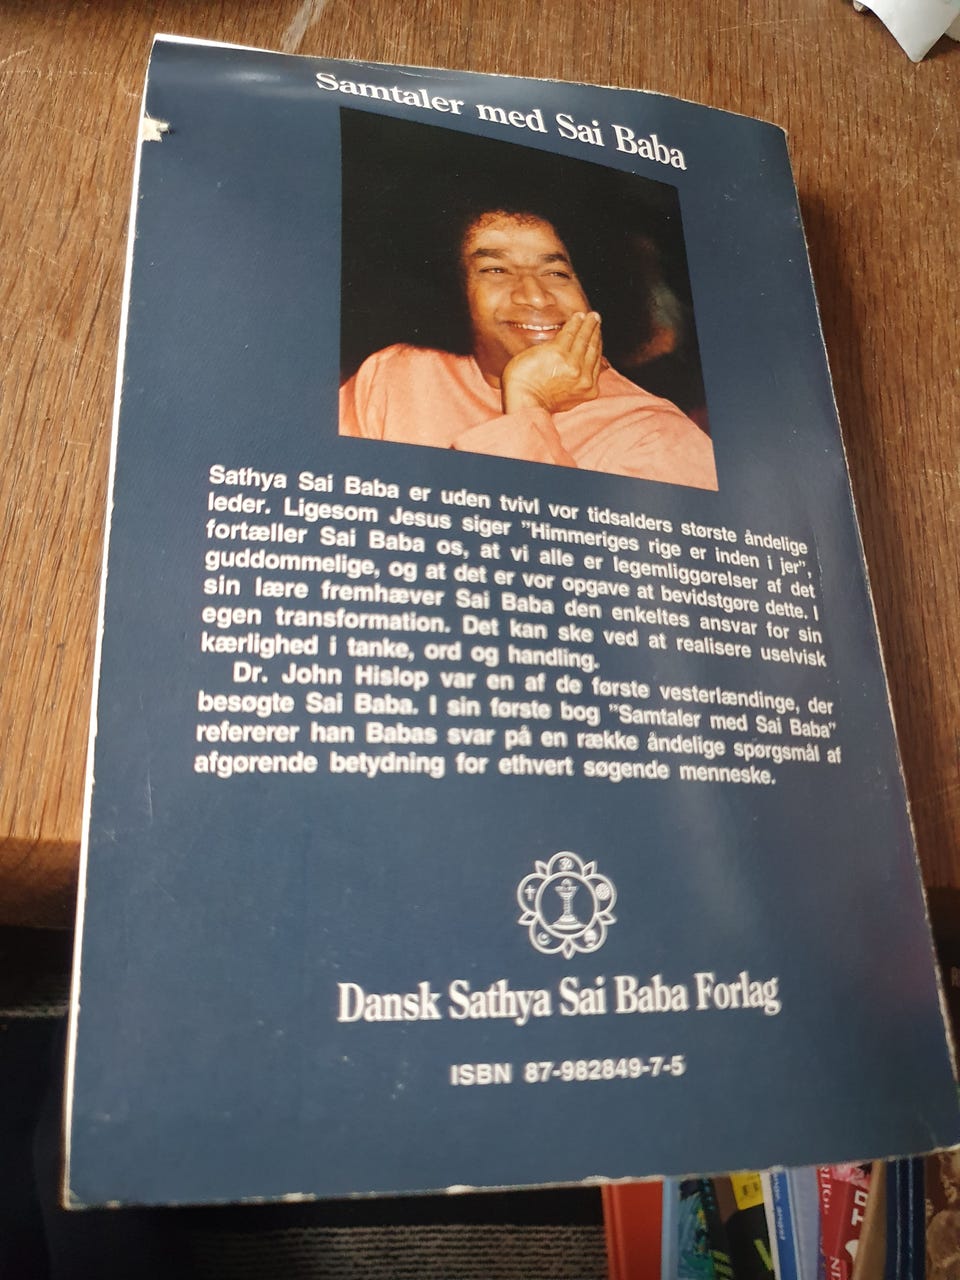 Samtaler med Sai Baba
Sathya Sai Baba er uden tvivl vor tidsalders største åndelige
leder. Ligesom Jesus siger "Himmeriges rige er inden i jer",
fortæller Sai Baba os, at vi alle er legemliggørelser af det
guddommelige, og at det er vor opgave at bevidstgøre dette. I
sin lære fremhæver Sai Baba den enkeltes ansvar for sin
egen transformation. Det kan ske ved at realisere uselvisk
kærlighed i tanke, ord og handling.
Dr. John Hislop var en af de første vesterlændinge, der
besøgte Sai Baba. I sin første bog "Samtaler med Sai Baba"
refererer han Babas svar på en række åndelige spørgsmål af
afgørende betydning for ethvert søgende menneske.
Dansk Sathya Sai Baba Forlag
ISBN 87-982849-7-5